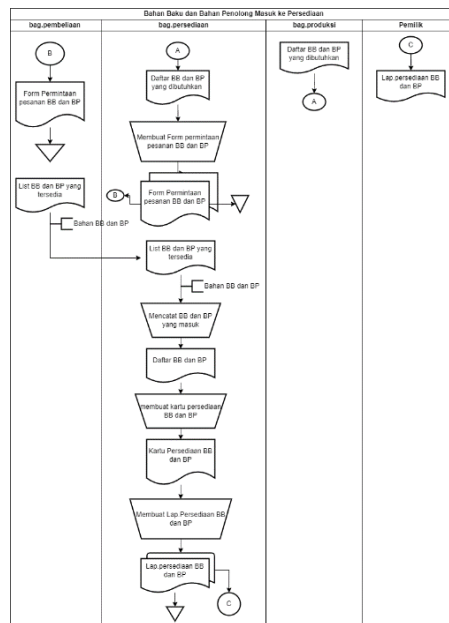 Bahan Baku dan Bahan Penolong Masuk ke Persediaan
bag.pembeliaan
bag.persediaan
bag.produksi
Pemilik
B
Form Permintaan
pesanan BB dan BP
List BB dan BP yang
tersedia
Bahan BB dan BP
A
Daftar BB dan BP
yang dibutuhkan
Membuat Form permintaan
pesanan BB dan BP
B
Form Permintaan
pesanan BB dan BP
List BB dan BP yang
tersedia
Bahan BB dan BP
Mencatat BB dan BP
yang masuk
Daftar BB dan BP
membuat kartu persediaan
BB dan BP
Kartu Persediaan BB
dan BP
Membuat Lap.Persediaan BB
dan BP
Lap.persediaan BB
dan BP
C
Daftar BB dan BP
yang dibutuhkan
A
C
Lap.persediaan BB
dan BP